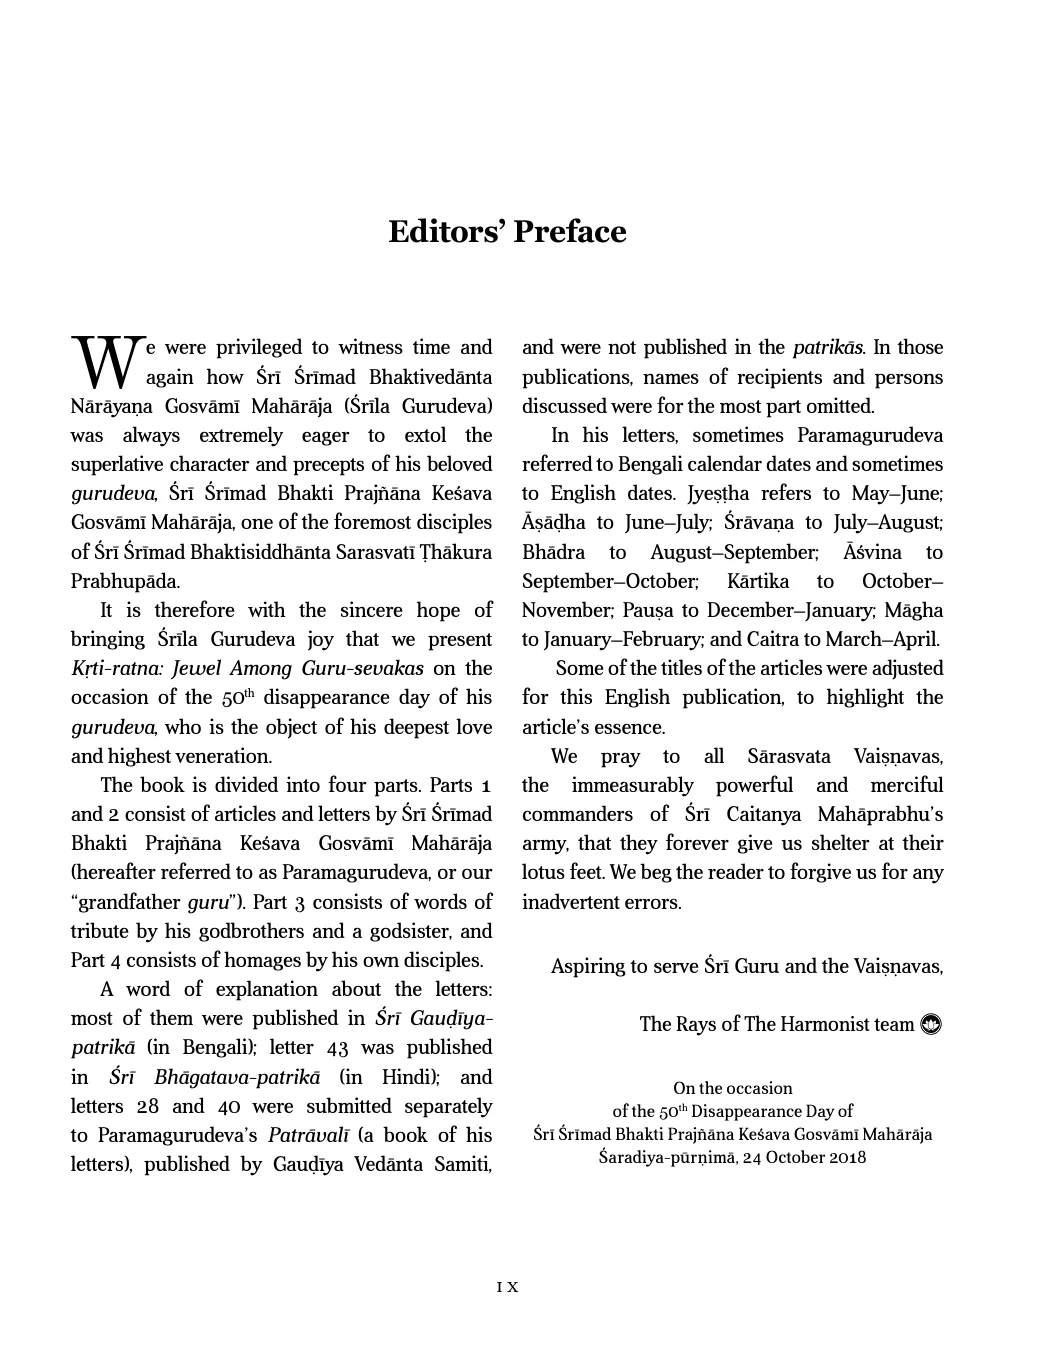 Editors’ Preface
We were privileged to witness time and
again how Śrī Śrīmad Bhaktivedānta
Nārāyaṇa Gosvāmī Mahārāja (Śrīla Gurudeva)
was always extremely eager to extol the
superlative character and precepts of his beloved
gurudeva, Śrī Śrīmad Bhakti Prajñāna Keśava
Gosvāmī Mahārāja, one of the foremost disciples
of Śrī Śrīmad Bhaktisiddhānta Sarasvatī Ṭhākura
Prabhupāda.
It is therefore with the sincere hope of
bringing Śrīla Gurudeva joy that we present
Kṛti-ratna: Jewel Among Guru-sevakas on the
occasion of the 50th disappearance day of his
gurudeva, who is the object of his deepest love
and highest veneration.
The book is divided into four parts. Parts 1
and 2 consist of articles and letters by Śrī Śrīmad
Bhakti Prajñāna Keśava Gosvāmī Mahārāja
(hereafter referred to as Paramagurudeva, or our
“grandfather guru”). Part 3 consists of words of
tribute by his godbrothers and a godsister, and
Part 4 consists of homages by his own disciples.
A word of explanation about the letters:
most of them were published in Śrī Gauḍīya-
patrikā (in Bengali); letter 43 was published
in Śrī Bhāgatava-patrikā (in Hindi); and
letters 28 and 40 were submitted separately
to Paramagurudeva’s Patrāvalī (a book of his
letters), published by Gauḍīya Vedānta Samiti,
and were not published in the patrikās. In those
publications, names of recipients and persons
discussed were for the most part omitted.
In his letters, sometimes Paramagurudeva
referred to Bengali calendar dates and sometimes
to English dates. Jyeṣṭha refers to May–June;
Āṣāḍha to June–July; Śrāvaṇa to July–August;
Bhādra to August–September; Āśvina to
September–October; Kārtika to October–
November; Pauṣa to December–January; Māgha
to January–February; and Caitra to March–April.
Some of the titles of the articles were adjusted
for this English publication, to highlight the
article’s essence.
We pray to all Sārasvata Vaiṣṇavas,
the immeasurably powerful and merciful
commanders of Śrī Caitanya Mahāprabhu’s
army, that they forever give us shelter at their
lotus feet. We beg the reader to forgive us for any
inadvertent errors.
Aspiring to serve Śrī Guru and the Vaiṣṇavas,
The Rays of The Harmonist team
On the occasion
of the 50th Disappearance Day of
Śrī Śrīmad Bhakti Prajñāna Keśava Gosvāmī Mahārāja
Śaradiya-pūrṇimā, 24 October 2018
IX